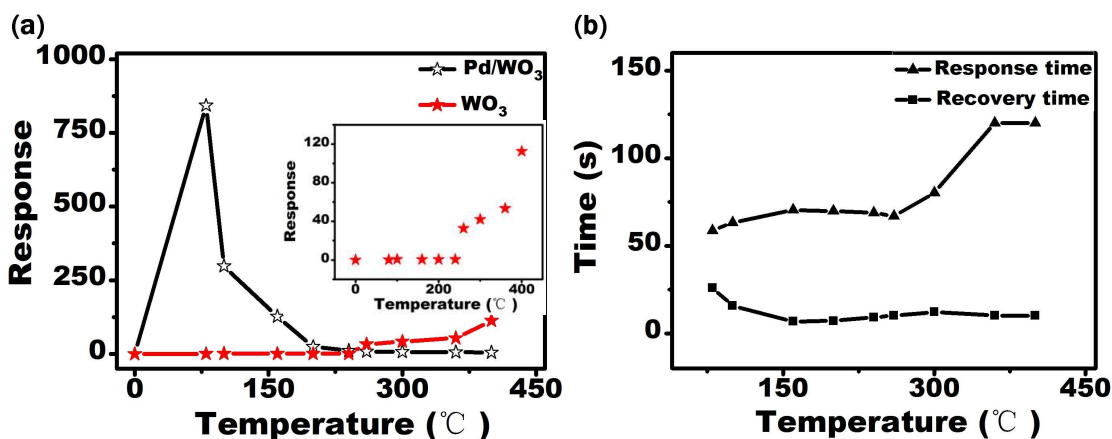 (a)
1000
750
500
250
0
Response
0
150
300
450
Temperature (℃)
Pd/WO₃
WO₃
120
80
40
0
Response
0
200
400
Temperature (℃)
(b)
150
100
50
0
Time (s)
150
300
450
Temperature (℃)
Response time
Recovery time